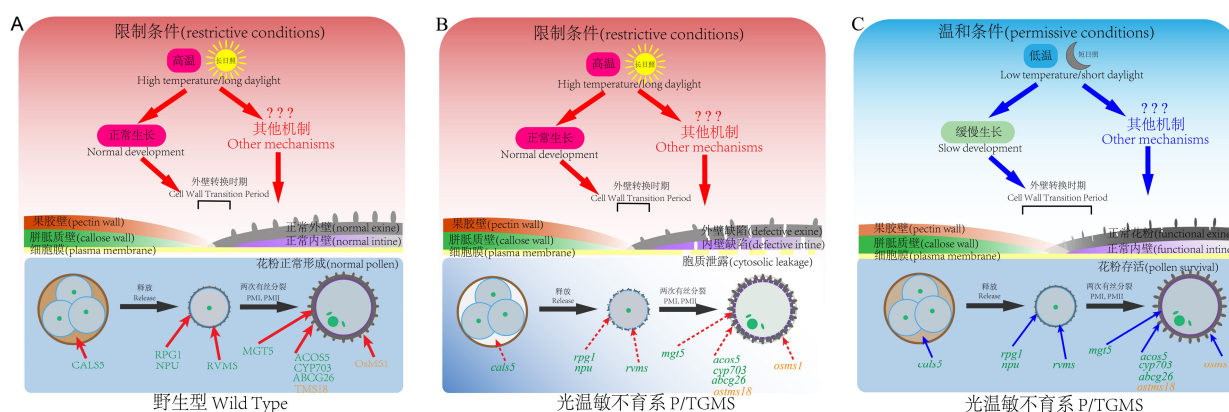 A
限制条件(restrictive conditions)
高温
长日照
High temperature/long daylight
? ? ?
其他机制
Other mechanisms
正常生长
Normal development
外壁转换时期
Cell Wall Transition Period
果胶壁(pectin wall)
正常外壁(normal exine)
胼胝质壁(callose wall)
正常内壁(normal intine)
细胞膜(plasma membrane)
花粉正常形成(normal pollen)
释放
Release
两次有丝分裂
PMI, PMII
CALS5
RPG1
NPU
RVMS
MGT5
ACOS5
CYP703
ABCG26
TMS18
OsMS1
野生型 Wild Type
B
限制条件(restrictive conditions)
高温
长日照
High temperature/long daylight
? ? ?
其他机制
Other mechanisms
正常生长
Normal development
外壁转换时期
Cell Wall Transition Period
果胶壁(pectin wall)
外壁缺陷(defective exine)
胼胝质壁(callose wall)
内壁缺陷(defective intine)
细胞膜(plasma membrane)
胞质泄露(cytosolic leakage)
释放
Release
两次有丝分裂
PMI, PMII
cals5
rpg1
npu
rvms
mgt5
acos5
cyp703
abcg26
ostms18
osms1
光温敏不育系 P/TGMS
C
温和条件(permissive conditions)
低温
短日照
Low temperature/short daylight
? ? ?
其他机制
Other mechanisms
缓慢生长
Slow development
外壁转换时期
Cell Wall Transition Period
果胶壁(pectin wall)
正常花粉(functional exine)
胼胝质壁(callose wall)
正常内壁(functional intine)
细胞膜(plasma membrane)
花粉存活(pollen survival)
释放
Release
两次有丝分裂
PMI, PMII
cals5
rpg1
npu
rvms
mgt5
acos5
cyp703
abcg26
ostms18
osms
光温敏不育系 P/TGMS